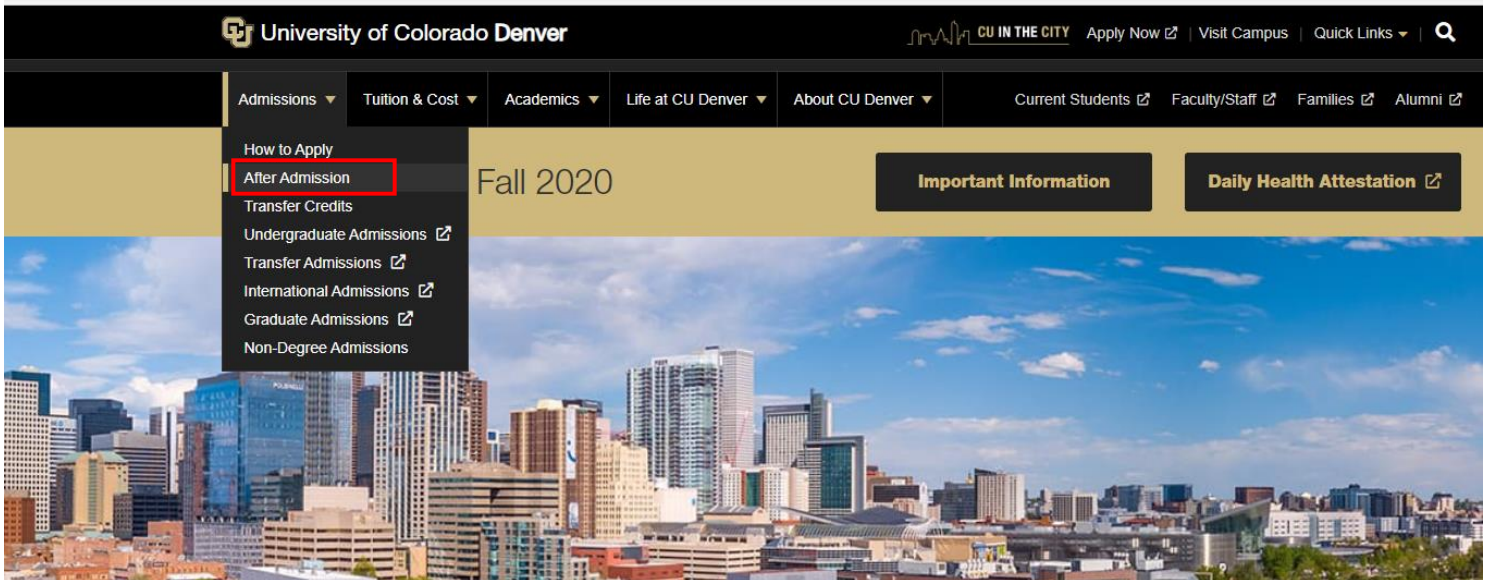 University of Colorado Denver
CU IN THE CITY Apply Now | Visit Campus | Quick Links
Admissions Tuition & Cost Academics Life at CU Denver About CU Denver Current Students Faculty/Staff Families Alumni
How to Apply
After Admission
Transfer Credits
Undergraduate Admissions
Transfer Admissions
International Admissions
Graduate Admissions
Non-Degree Admissions
Fall 2020
Important Information
Daily Health Attestation
POLSINELLI